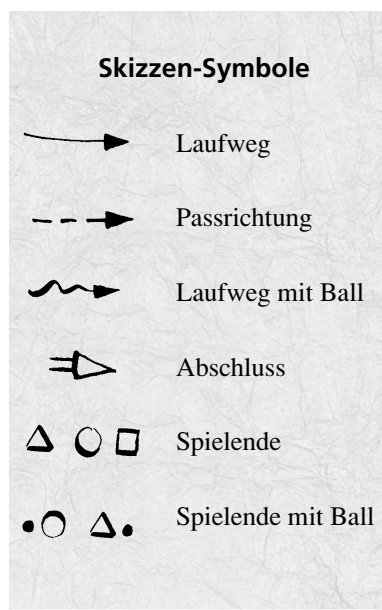 Skizzen-Symbole
Laufweg
Passrichtung
Laufweg mit Ball
Abschluss
Spielende
Spielende mit Ball